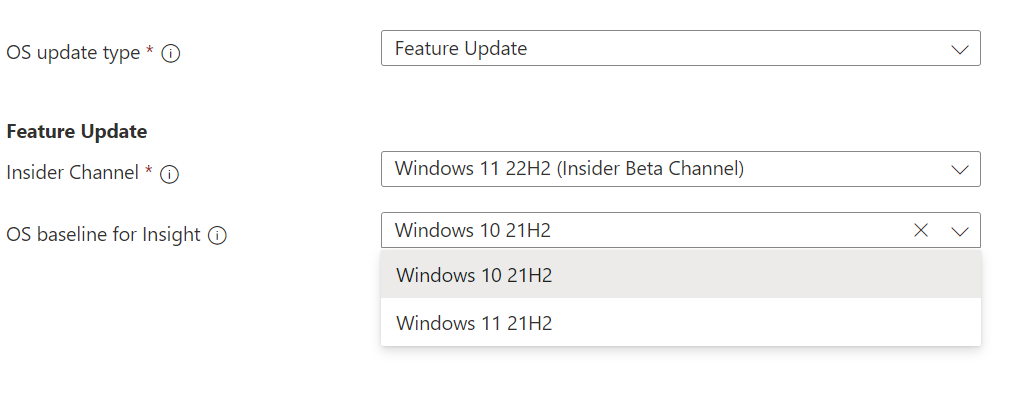 OS update type * Feature Update
Feature Update
Insider Channel * Windows 11 22H2 (Insider Beta Channel)
OS baseline for Insight Windows 10 21H2
Windows 10 21H2
Windows 11 21H2